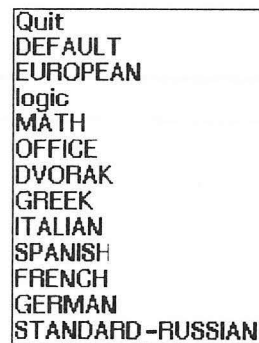 Quit
DEFAULT
EUROPEAN
logic
MATH
OFFICE
DVORAK
GREEK
ITALIAN
SPANISH
FRENCH
GERMAN
STANDARD-RUSSIAN